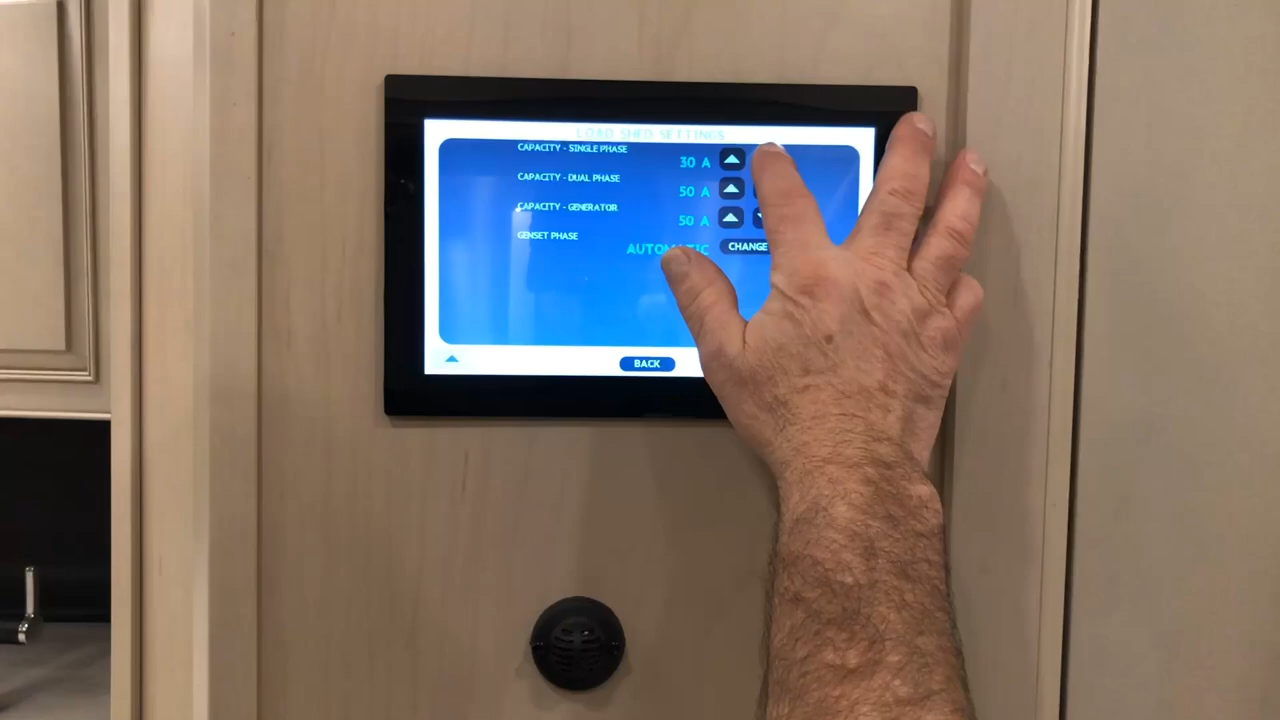 LOAD SHED SETTINGS
CAPACITY - SINGLE PHASE
30 A
CAPACITY - DUAL PHASE
50 A
CAPACITY - GENERATOR
50 A
GENSET PHASE
AUTOMATIC
CHANGE
BACK